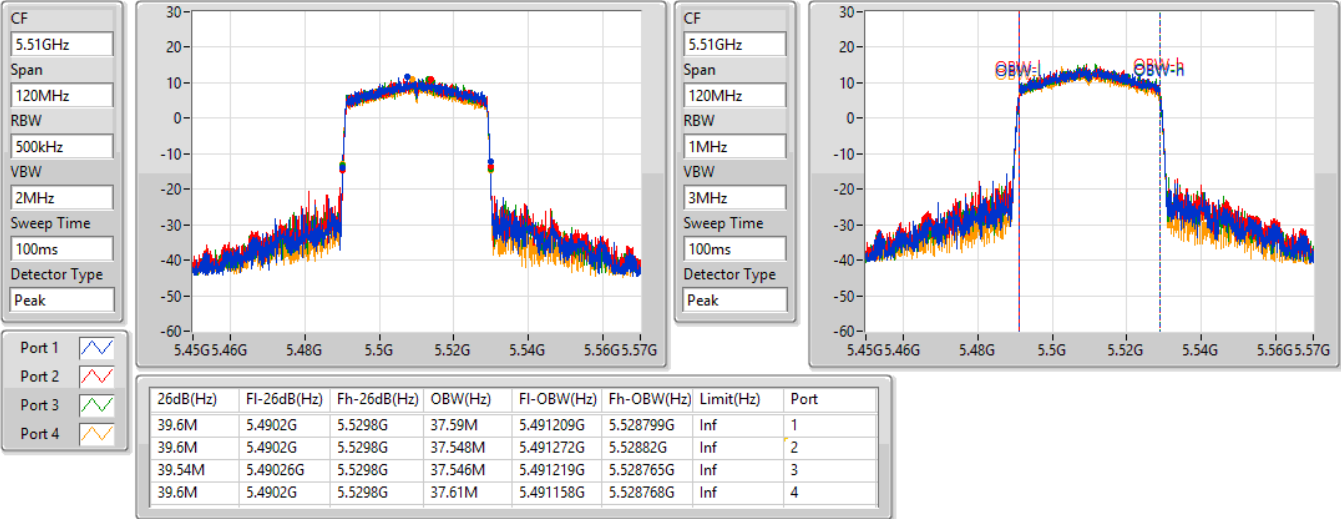 CF
5.51GHz
Span
120MHz
RBW
500kHz
VBW
2MHz
Sweep Time
100ms
Detector Type
Peak
30
20
10
0
-10
-20
-30
-40
-50
-60
5.45G 5.46G 5.48G 5.5G 5.52G 5.54G 5.56G 5.57G
CF
5.51GHz
Span
120MHz
RBW
1MHz
VBW
3MHz
Sweep Time
100ms
Detector Type
Peak
30
20
10
0
-10
-20
-30
-40
-50
-60
OBW-l OBW-h
5.45G 5.46G 5.48G 5.5G 5.52G 5.54G 5.56G 5.57G
Port 1
Port 2
Port 3
Port 4
26dB(Hz) Fl-26dB(Hz) Fh-26dB(Hz) OBW(Hz) Fl-OBW(Hz) Fh-OBW(Hz) Limit(Hz) Port
39.6M 5.4902G 5.5298G 37.59M 5.491209G 5.528799G Inf 1
39.6M 5.4902G 5.5298G 37.548M 5.491272G 5.52882G Inf 2
39.54M 5.49026G 5.5298G 37.546M 5.491219G 5.528765G Inf 3
39.6M 5.4902G 5.5298G 37.61M 5.491158G 5.528768G Inf 4